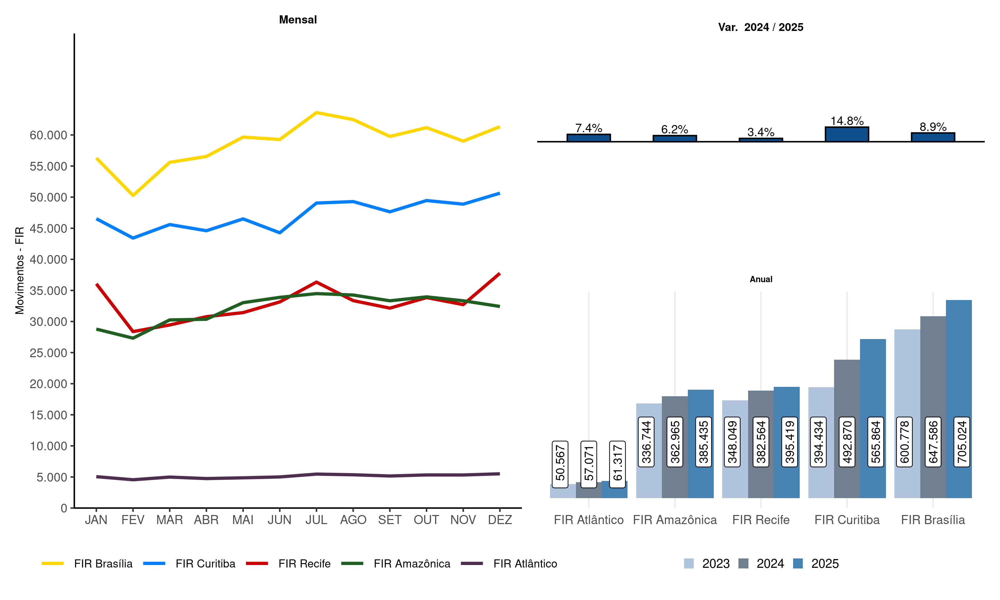 Mensal
Movimentos - FIR
60.000
55.000
50.000
45.000
40.000
35.000
30.000
25.000
20.000
15.000
10.000
5.000
0
JAN FEV MAR ABR MAI JUN JUL AGO SET OUT NOV DEZ
FIR Brasília FIR Curitiba FIR Recife FIR Amazônica FIR Atlântico
Var. 2024 / 2025
7.4% 6.2% 3.4% 14.8% 8.9%
Anual
50.567 57.071 61.317 336.744 362.965 385.435 348.049 382.564 395.419 394.434 492.870 565.864 600.778 647.586 705.024
FIR Atlântico FIR Amazônica FIR Recife FIR Curitiba FIR Brasília
2023 2024 2025